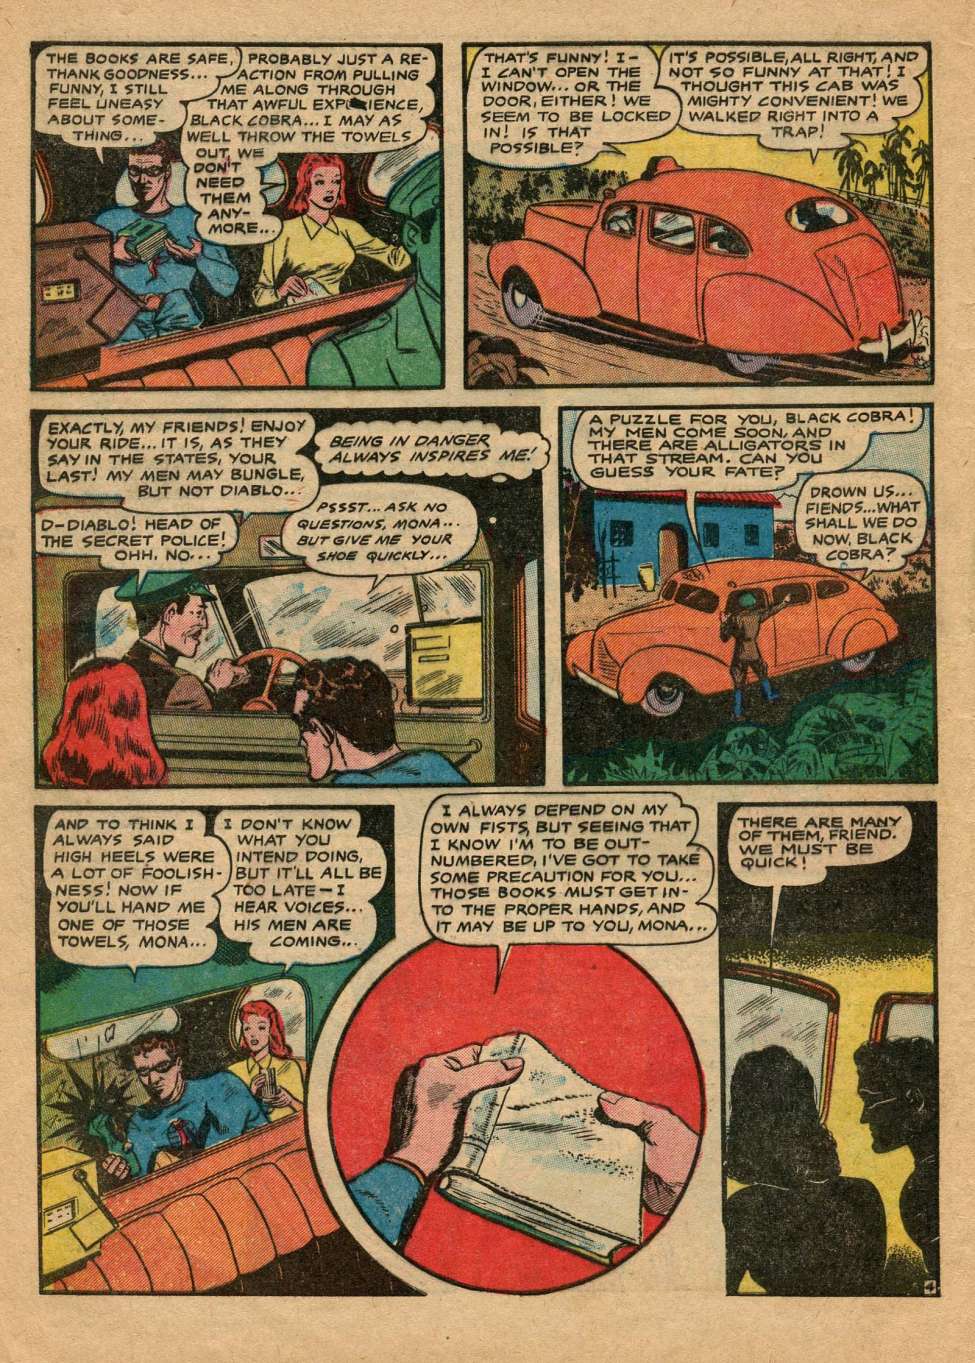 THE BOOKS ARE SAFE,
THANK GOODNESS...
FUNNY, I STILL
FEEL UNEASY
ABOUT SOME-
THING...
PROBABLY JUST A RE-
ACTION FROM PULLING
ME ALONG THROUGH
THAT AWFUL EXPERIENCE,
BLACK COBRA... I MAY AS
WELL THROW THE TOWELS
OUT, WE
DON'T
NEED
THEM
ANY-
MORE...
THAT'S FUNNY! I-
I CAN'T OPEN THE
WINDOW... OR THE
DOOR, EITHER! WE
SEEM TO BE LOCKED
IN! IS THAT
POSSIBLE?
IT'S POSSIBLE, ALL RIGHT, AND
NOT SO FUNNY AT THAT! I
THOUGHT THIS CAB WAS
MIGHTY CONVENIENT! WE
WALKED RIGHT INTO A
TRAP!
EXACTLY, MY FRIENDS! ENJOY
YOUR RIDE... IT IS, AS THEY
SAY IN THE STATES, YOUR
LAST! MY MEN MAY BUNGLE,
BUT NOT DIABLO...
BEING IN DANGER
ALWAYS INSPIRES ME!
D-DIABLO! HEAD OF
THE SECRET POLICE!
OHH, NO...
PSSST... ASK NO
QUESTIONS, MONA...
BUT GIVE ME YOUR
SHOE QUICKLY...
A PUZZLE FOR YOU, BLACK COBRA!
MY MEN COME SOON, AND
THERE ARE ALLIGATORS IN
THAT STREAM. CAN YOU
GUESS YOUR FATE?
DROWN US...
FIENDS...WHAT
SHALL WE DO
NOW, BLACK
COBRA?
AND TO THINK I
ALWAYS SAID
HIGH HEELS WERE
A LOT OF FOOLISH-
NESS! NOW IF
YOU'LL HAND ME
ONE OF THOSE
TOWELS, MONA...
I DON'T KNOW
WHAT YOU
INTEND DOING,
BUT IT'LL ALL BE
TOO LATE- I
HEAR VOICES...
HIS MEN ARE
COMING...
I ALWAYS DEPEND ON MY
OWN FISTS, BUT SEEING THAT
I KNOW I'M TO BE OUT-
NUMBERED, I'VE GOT TO TAKE
SOME PRECAUTION FOR YOU...
THOSE BOOKS MUST GET IN-
TO THE PROPER HANDS, AND
IT MAY BE UP TO YOU, MONA...
THERE ARE MANY
OF THEM, FRIEND.
WE MUST BE
QUICK!
4